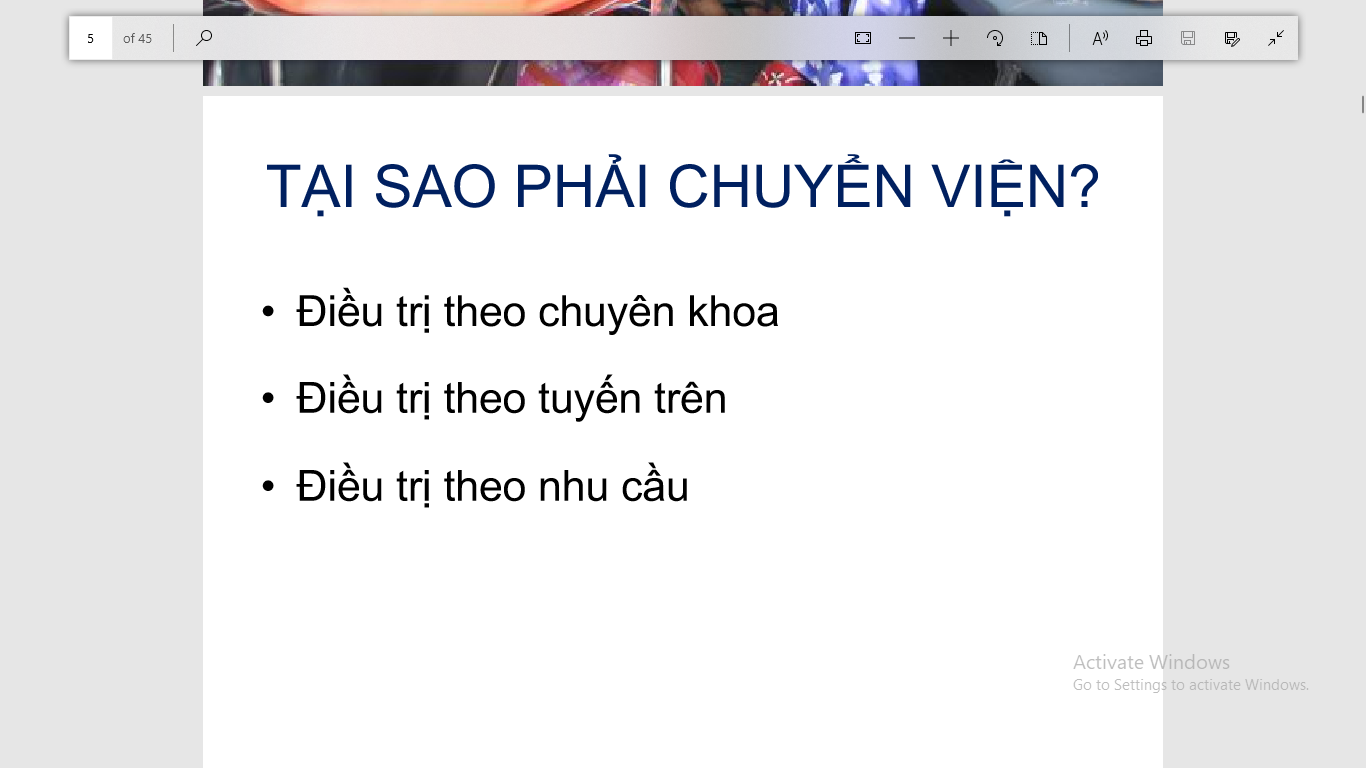 5 of 45
TẠI SAO PHẢI CHUYỂN VIỆN?
• Điều trị theo chuyên khoa
• Điều trị theo tuyến trên
• Điều trị theo nhu cầu
Activate Windows
Go to Settings to activate Windows.